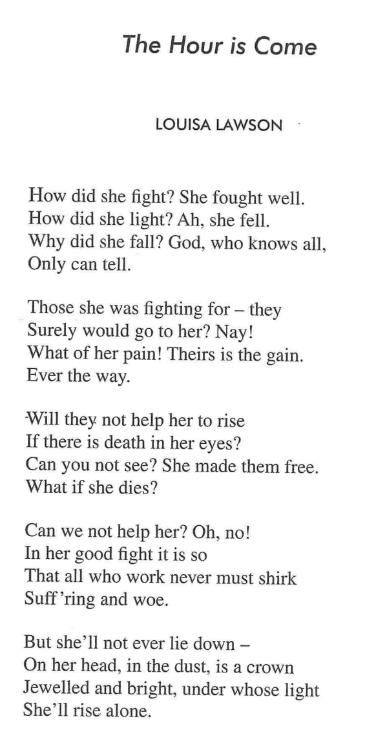 The Hour is Come
LOUISA LAWSON
How did she fight? She fought well.
How did she light? Ah, she fell.
Why did she fall? God, who knows all,
Only can tell.
Those she was fighting for – they
Surely would go to her? Nay!
What of her pain! Theirs is the gain.
Ever the way.
Will they not help her to rise
If there is death in her eyes?
Can you not see? She made them free.
What if she dies?
Can we not help her? Oh, no!
In her good fight it is so
That all who work never must shirk
Suff'ring and woe.
But she'll not ever lie down –
On her head, in the dust, is a crown
Jewelled and bright, under whose light
She'll rise alone.